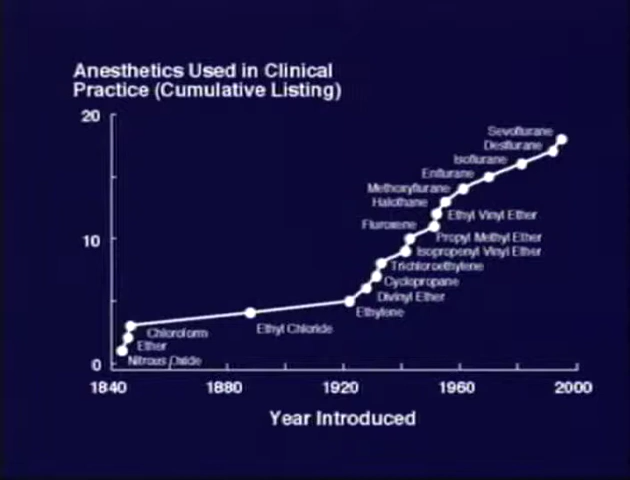 Anesthetics Used in Clinical
Practice (Cumulative Listing)
20
Sevoflurane
Desflurane
Isoflurane
Enflurane
Methoxyflurane
Halothane
Ethyl Vinyl Ether
Fluroxene
Propyl Methyl Ether
10
Isopropenyl Vinyl Ether
Trichloroethylene
Cyclopropane
Divinyl Ether
Ethylene
Ethyl Chloride
Chloroform
Ether
Nitrous Oxide
0
1840 1880 1920 1960 2000
Year Introduced